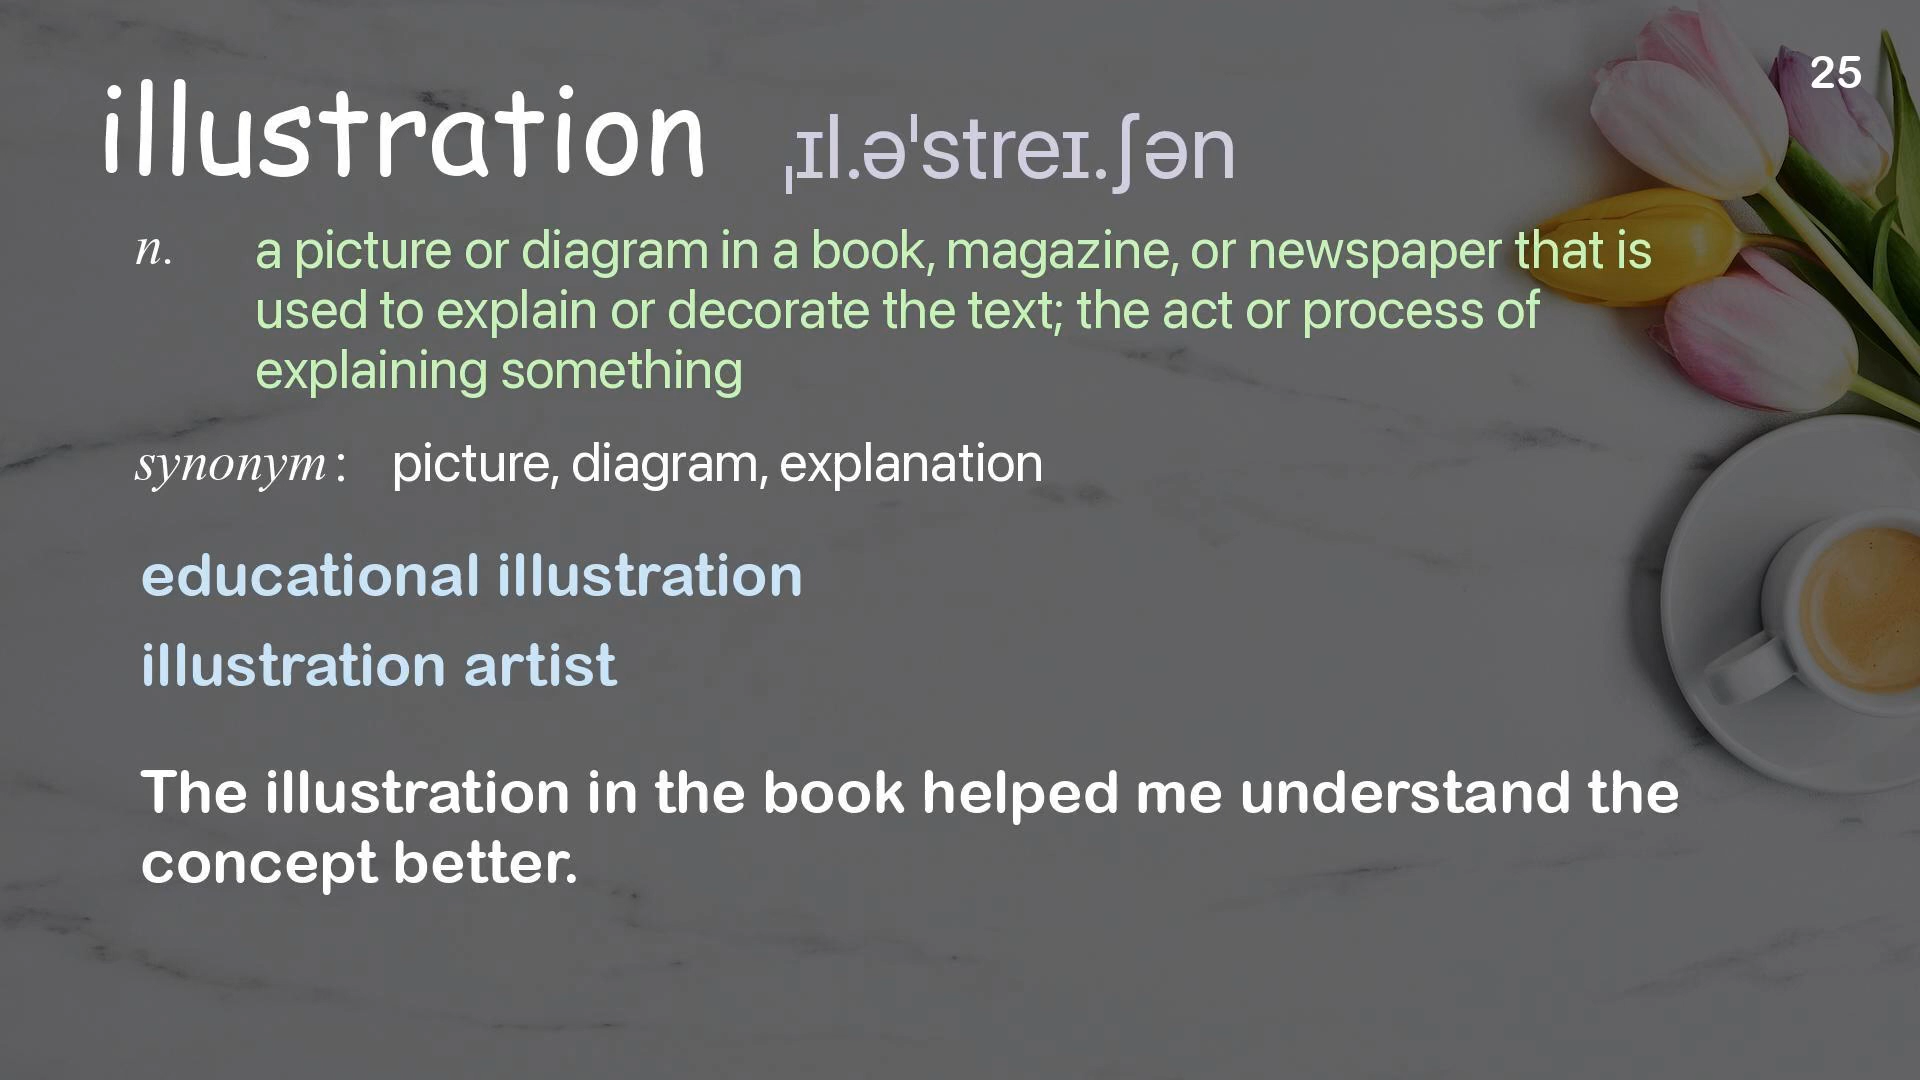 25
illustration ˌɪl.əˈstreɪ.ʃən
n. a picture or diagram in a book, magazine, or newspaper that is
used to explain or decorate the text; the act or process of
explaining something
synonym : picture, diagram, explanation
educational illustration
illustration artist
The illustration in the book helped me understand the
concept better.